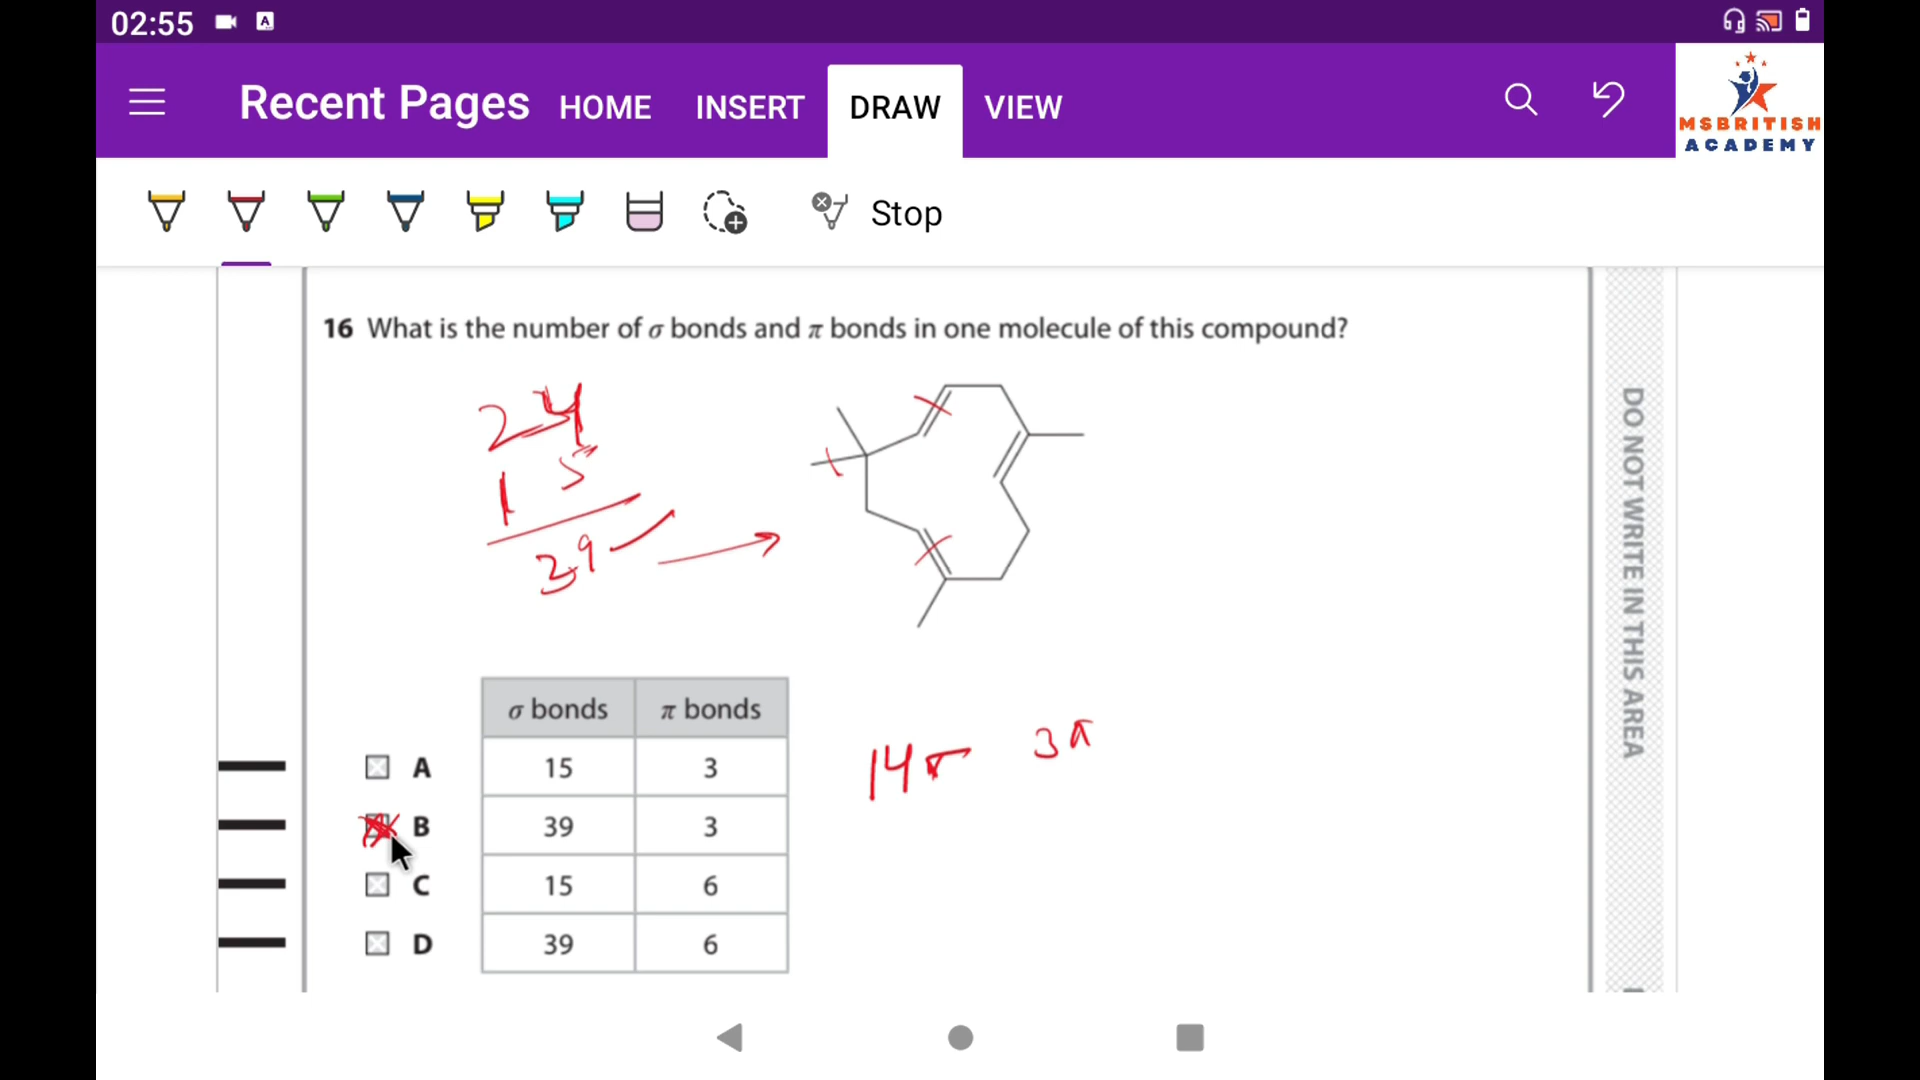 02:55 A
Recent Pages HOME INSERT DRAW VIEW
MSBRITISH
ACADEMY
Stop
16 What is the number of σ bonds and π bonds in one molecule of this compound?
24
15
39
σ bonds π bonds
A 15 3
B 39 3
C 15 6
D 39 6
14σ 3π
DO NOT WRITE IN THIS AREA